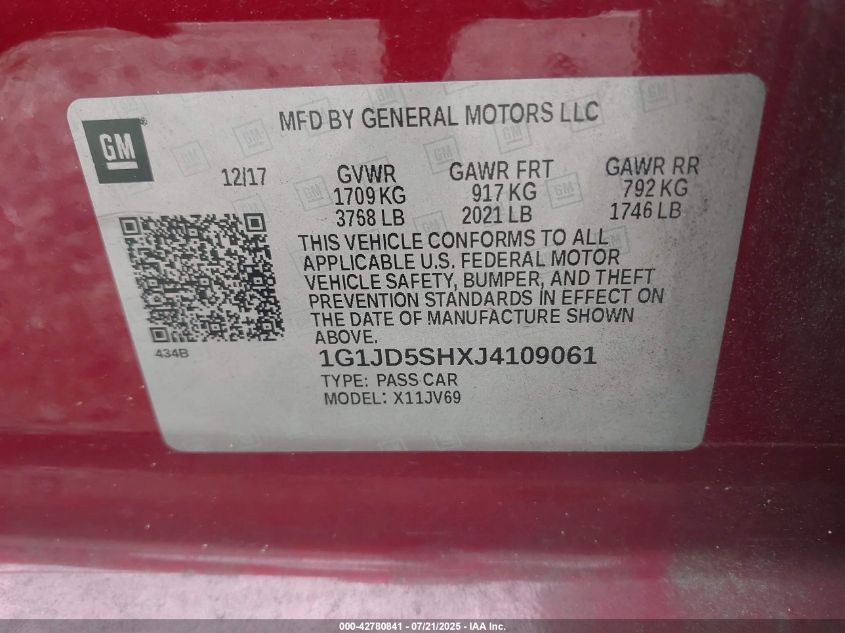 MFD BY GENERAL MOTORS LLC
GM
12/17
GVWR GAWR FRT GAWR RR
1709 KG 917 KG 792 KG
3768 LB 2021 LB 1746 LB
THIS VEHICLE CONFORMS TO ALL
APPLICABLE U.S. FEDERAL MOTOR
VEHICLE SAFETY, BUMPER, AND THEFT
PREVENTION STANDARDS IN EFFECT ON
THE DATE OF MANUFACTURE SHOWN
ABOVE.
434B
1G1JD5SHXJ4109061
TYPE: PASS CAR
MODEL: X11JV69
000-42780841 - 07/21/2025 - IAA Inc.